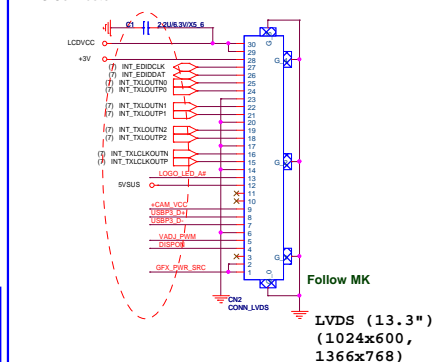 C1 2.2U/6.3V/X5_6
LCDVCC
+3V
(7) INT_EDIDCLK
(7) INT_EDIDDAT
(7) INT_TXLOUTN0
(7) INT_TXLOUTP0
(7) INT_TXLOUTN1
(7) INT_TXLOUTP1
(7) INT_TXLOUTN2
(7) INT_TXLOUTP2
(7) INT_TXLCLKOUTN
(7) INT_TXLCLKOUTP
LOGO_LED_A#
5VSUS
+CAM_VCC
USBP3_D+
USBP3_D-
VADJ_PWM
DISPON
GFX_PWR_SRC
30
29
28
27
26
25
24
23
22
21
20
19
18
17
16
15
14
13
12
11
10
9
8
7
6
5
4
3
2
1
CN2
CONN_LVDS
Follow MK
LVDS (13.3")
(1024x600,
1366x768)